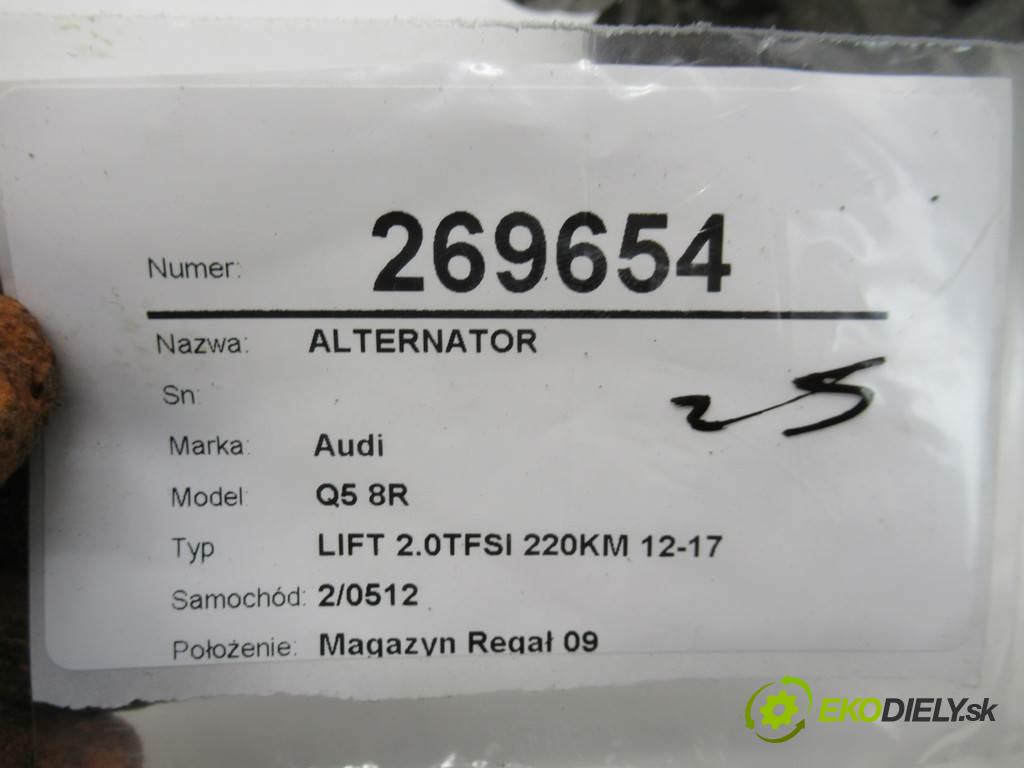 Numer: 269654
Nazwa: ALTERNATOR
Sn:
25
Marka: Audi
Model: Q5 8R
Typ LIFT 2.0TFSI 220KM 12-17
Samochód: 2/0512
Położenie: Magazyn Regał 09
EKODIELY.sk